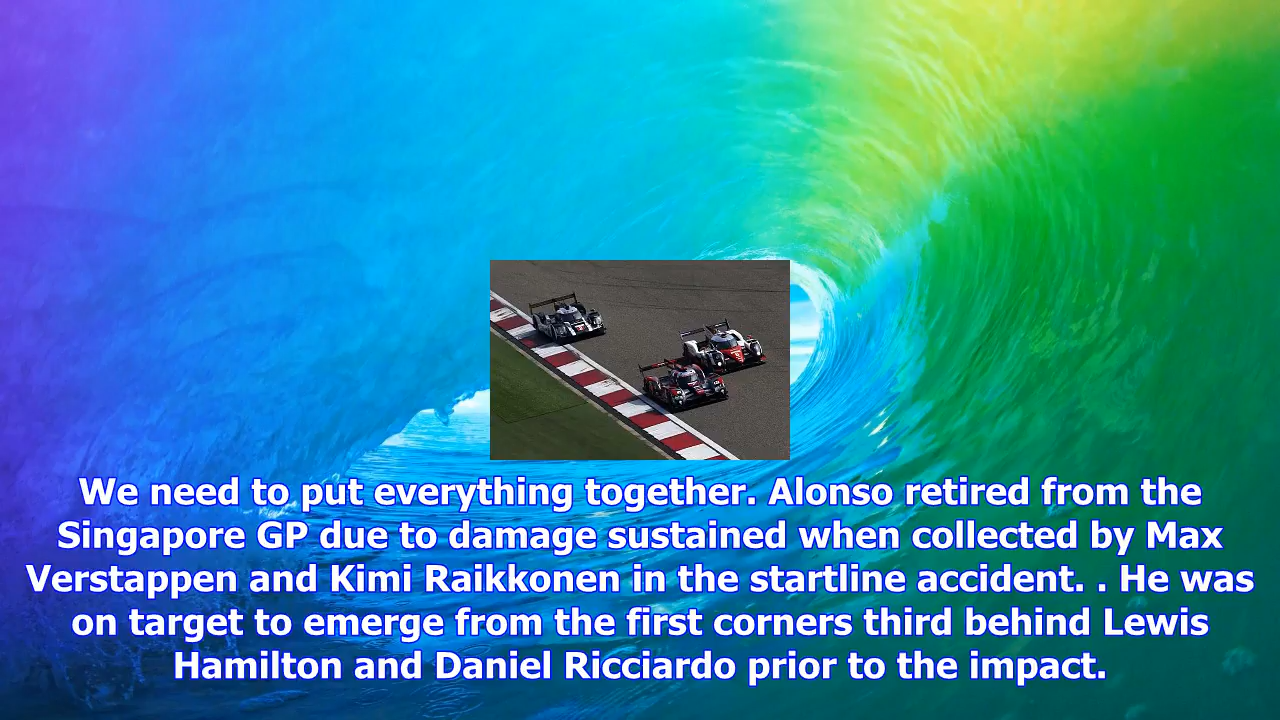 We need to put everything together. Alonso retired from the
Singapore GP due to damage sustained when collected by Max
Verstappen and Kimi Raikkonen in the startline accident. . He was
on target to emerge from the first corners third behind Lewis
Hamilton and Daniel Ricciardo prior to the impact.